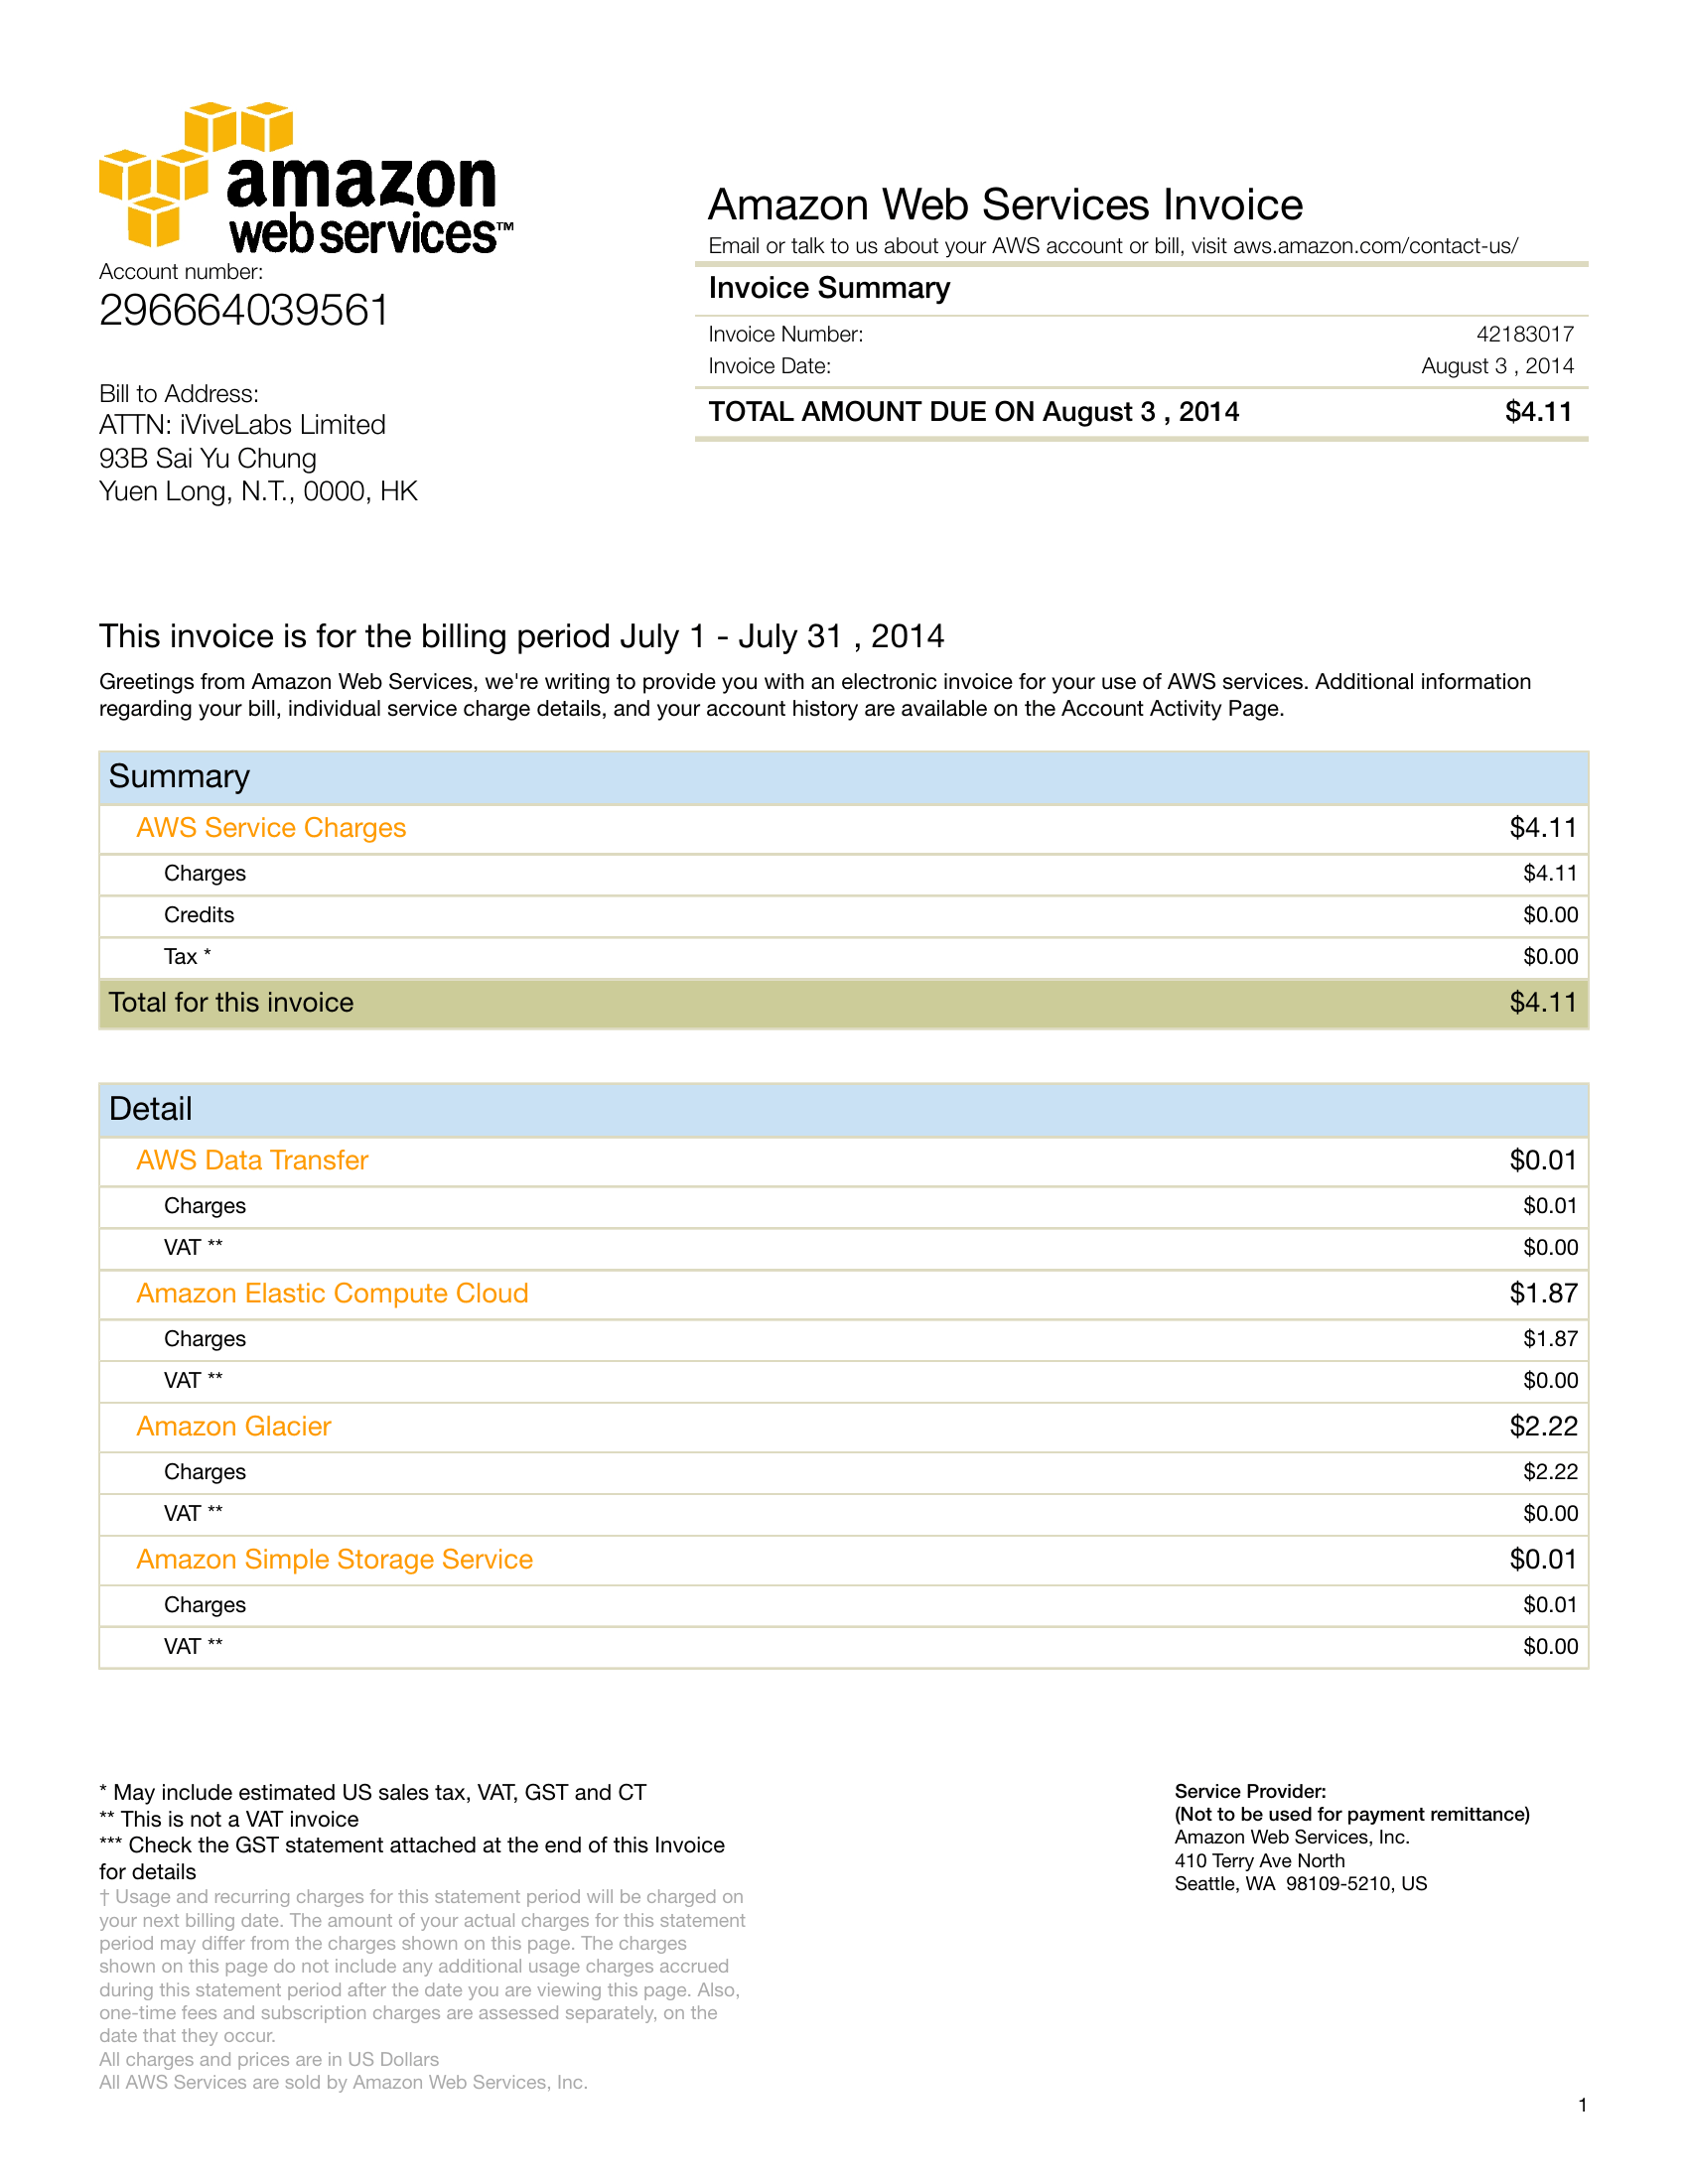 amazon
webservices™
Account number:
296664039561
Bill to Address:
ATTN: iViveLabs Limited
93B Sai Yu Chung
Yuen Long, N.T., 0000, HK
Amazon Web Services Invoice
Email or talk to us about your AWS account or bill, visit aws.amazon.com/contact-us/
Invoice Summary
Invoice Number: 42183017
Invoice Date: August 3 , 2014
TOTAL AMOUNT DUE ON August 3 , 2014 $4.11
This invoice is for the billing period July 1 - July 31 , 2014
Greetings from Amazon Web Services, we're writing to provide you with an electronic invoice for your use of AWS services. Additional information
regarding your bill, individual service charge details, and your account history are available on the Account Activity Page.
Summary
AWS Service Charges $4.11
Charges $4.11
Credits $0.00
Tax * $0.00
Total for this invoice $4.11
Detail
AWS Data Transfer $0.01
Charges $0.01
VAT ** $0.00
Amazon Elastic Compute Cloud $1.87
Charges $1.87
VAT ** $0.00
Amazon Glacier $2.22
Charges $2.22
VAT ** $0.00
Amazon Simple Storage Service $0.01
Charges $0.01
VAT ** $0.00
* May include estimated US sales tax, VAT, GST and CT
** This is not a VAT invoice
*** Check the GST statement attached at the end of this Invoice
for details
† Usage and recurring charges for this statement period will be charged on
your next billing date. The amount of your actual charges for this statement
period may differ from the charges shown on this page. The charges
shown on this page do not include any additional usage charges accrued
during this statement period after the date you are viewing this page. Also,
one-time fees and subscription charges are assessed separately, on the
date that they occur.
All charges and prices are in US Dollars
All AWS Services are sold by Amazon Web Services, Inc.
Service Provider:
(Not to be used for payment remittance)
Amazon Web Services, Inc.
410 Terry Ave North
Seattle, WA  98109-5210, US
1